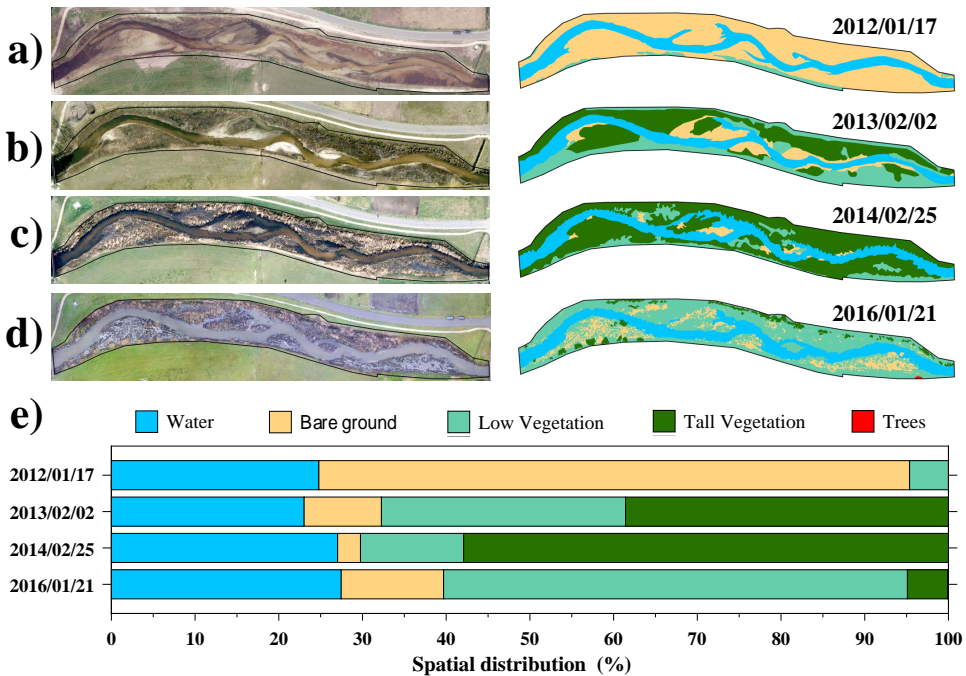 a)
2012/01/17
b)
2013/02/02
c)
2014/02/25
d)
2016/01/21
e)
Water Bare ground Low Vegetation Tall Vegetation Trees
2012/01/17
2013/02/02
2014/02/25
2016/01/21
0 10 20 30 40 50 60 70 80 90 100
Spatial distribution (%)